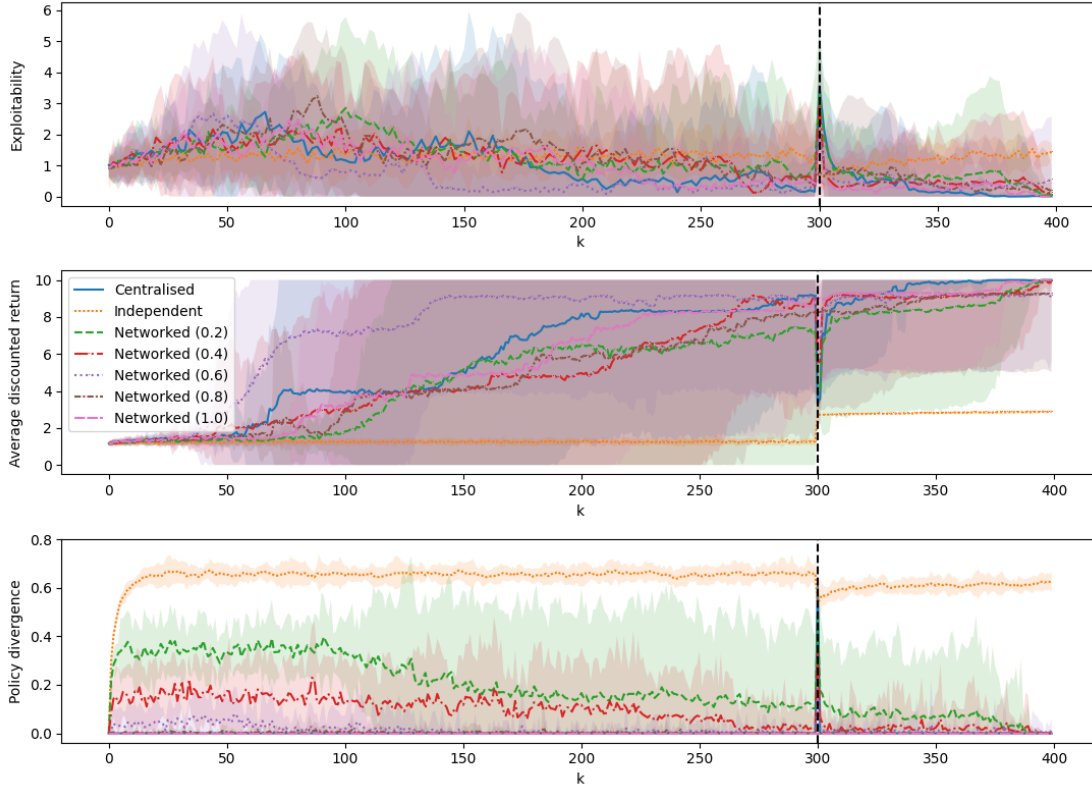 Exploitability
6
5
4
3
2
1
0
0 50 100 150 200 250 300 350 400
k
Average discounted return
10
8
6
4
2
0
Centralised
Independent
Networked (0.2)
Networked (0.4)
Networked (0.6)
Networked (0.8)
Networked (1.0)
0 50 100 150 200 250 300 350 400
k
Policy divergence
0.8
0.6
0.4
0.2
0.0
0 50 100 150 200 250 300 350 400
k